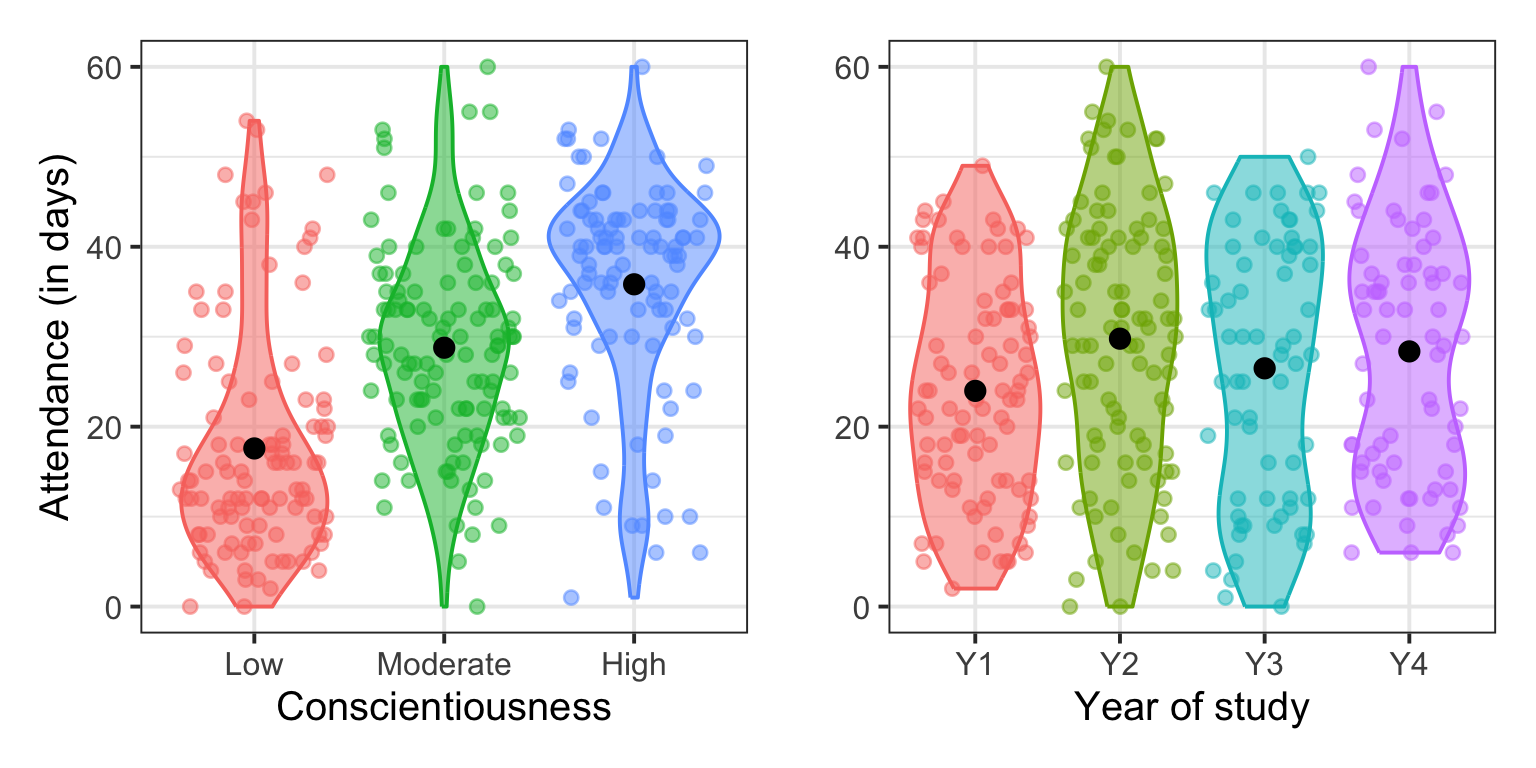 Attendance (in days)
60
40
20
0
Low Moderate High
Conscientiousness
60
40
20
0
Y1 Y2 Y3 Y4
Year of study